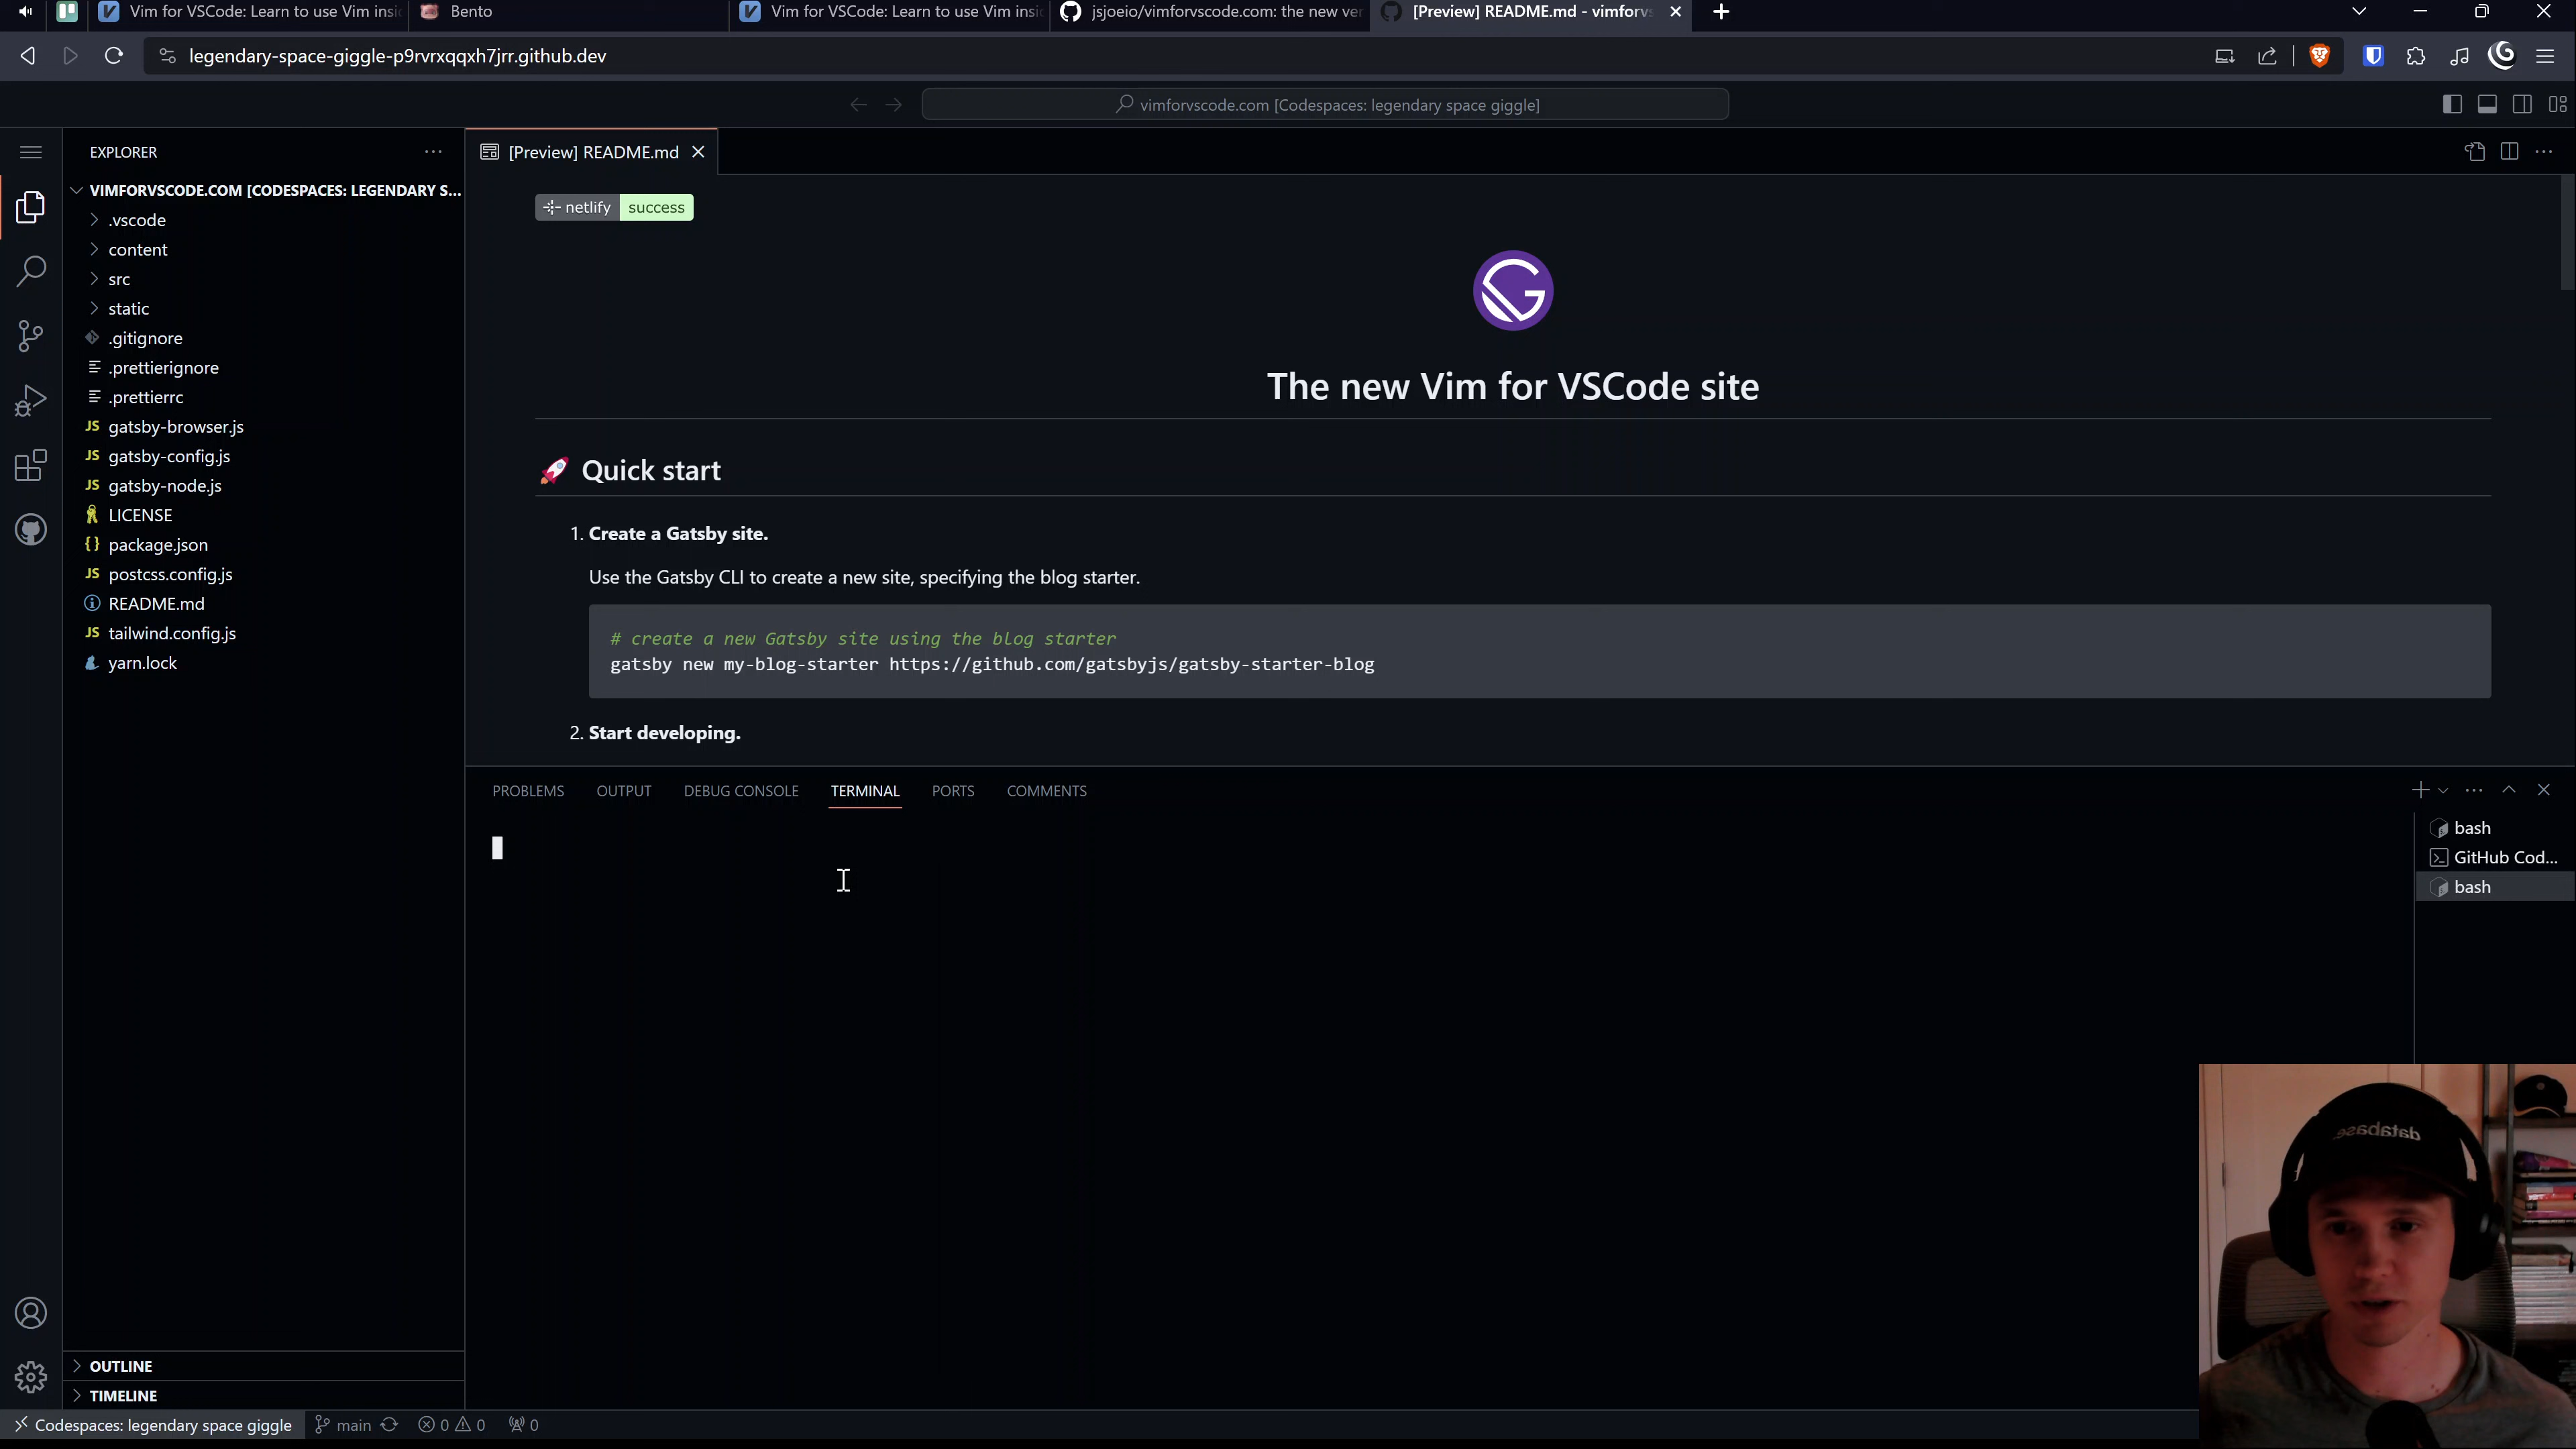 Vim for VSCode: Learn to use Vim insi
Bento
Vim for VSCode: Learn to use Vim insi
jsjoeio/vimforvscode.com: the new ver
[Preview] README.md - vimforvs
legendary-space-giggle-p9rvrxqqxh7jrr.github.dev
vimforvscode.com [Codespaces: legendary space giggle]
EXPLORER
VIMFORVSCODE.COM [CODESPACES: LEGENDARY S...
.vscode
content
src
static
.gitignore
.prettierignore
.prettierrc
JS gatsby-browser.js
JS gatsby-config.js
JS gatsby-node.js
LICENSE
{} package.json
JS postcss.config.js
README.md
JS tailwind.config.js
yarn.lock
OUTLINE
TIMELINE
[Preview] README.md
netlify success
The new Vim for VSCode site
🚀 Quick start
1. Create a Gatsby site.
Use the Gatsby CLI to create a new site, specifying the blog starter.
# create a new Gatsby site using the blog starter
gatsby new my-blog-starter https://github.com/gatsbyjs/gatsby-starter-blog
2. Start developing.
PROBLEMS OUTPUT DEBUG CONSOLE TERMINAL PORTS COMMENTS
bash
GitHub Cod...
bash
database.
Codespaces: legendary space giggle main 0 0 0